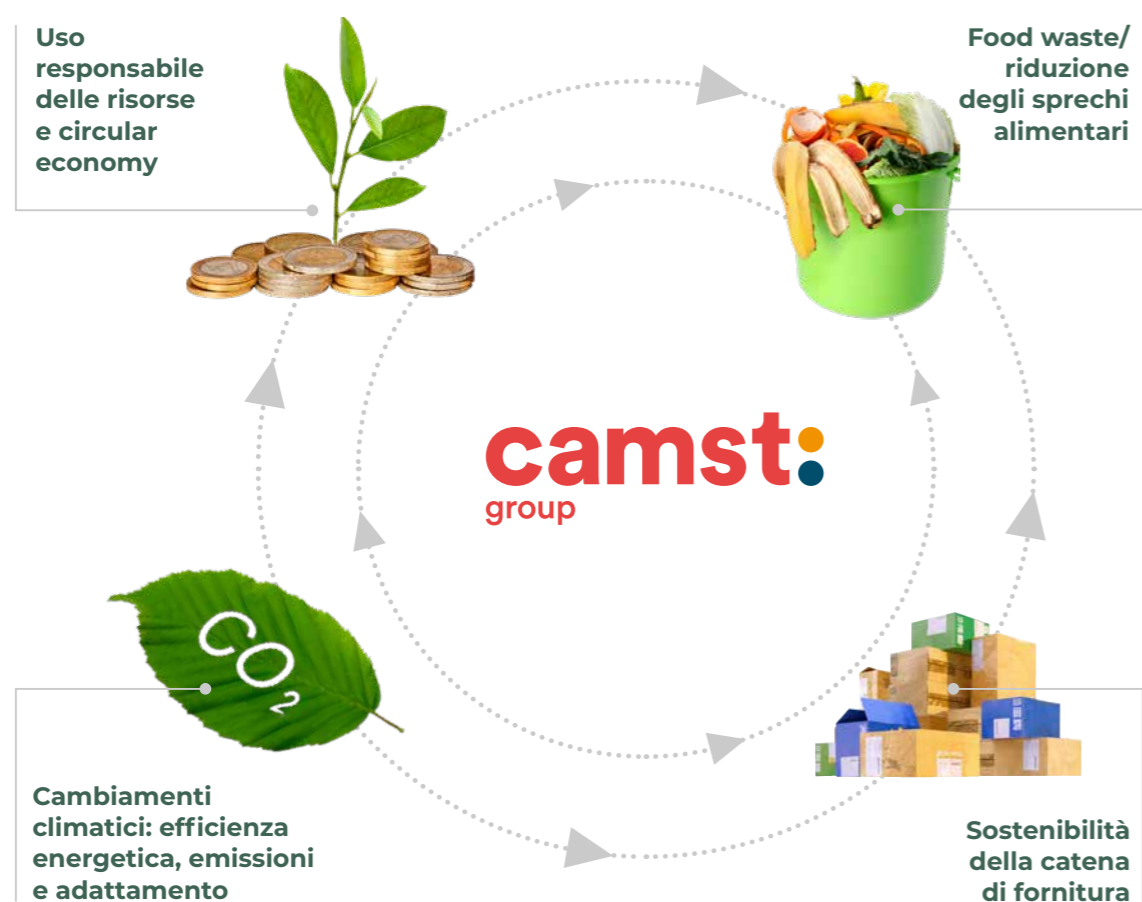 Uso
responsabile
delle risorse
e circular
economy
Food waste/
riduzione
degli sprechi
alimentari
camst:
group
CO₂
Cambiamenti
climatici: efficienza
energetica, emissioni
e adattamento
Sostenibilità
della catena
di fornitura